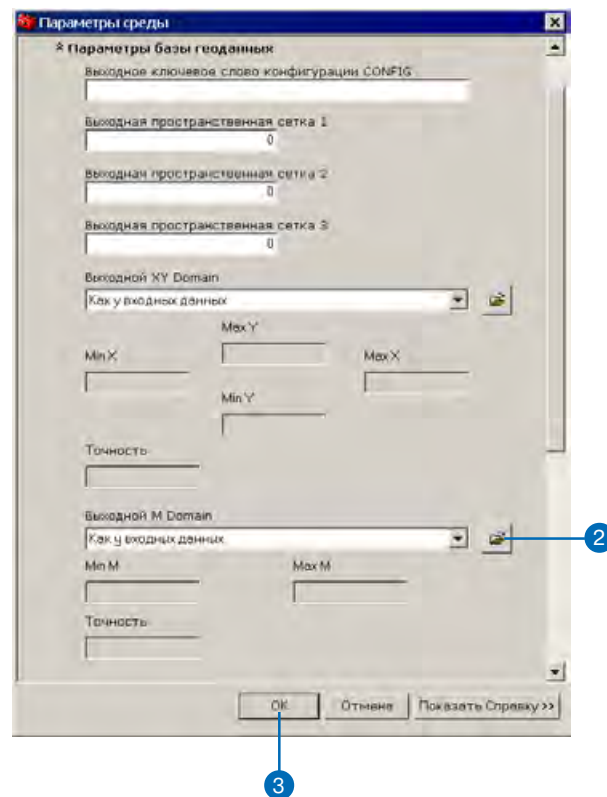 Параметры среды
Параметры базы геоданных
Выходное ключевое слово конфигурации CONFIG
Выходная пространственная сетка 1
0
Выходная пространственная сетка 2
0
Выходная пространственная сетка 3
0
Выходной XY Domain
Как у входных данных
Max Y
Min X
Max X
Min Y
Точность
Выходной M Domain
Как у входных данных
2
Min M
Max M
Точность
OK
Отмена
Показать Справку >>
3